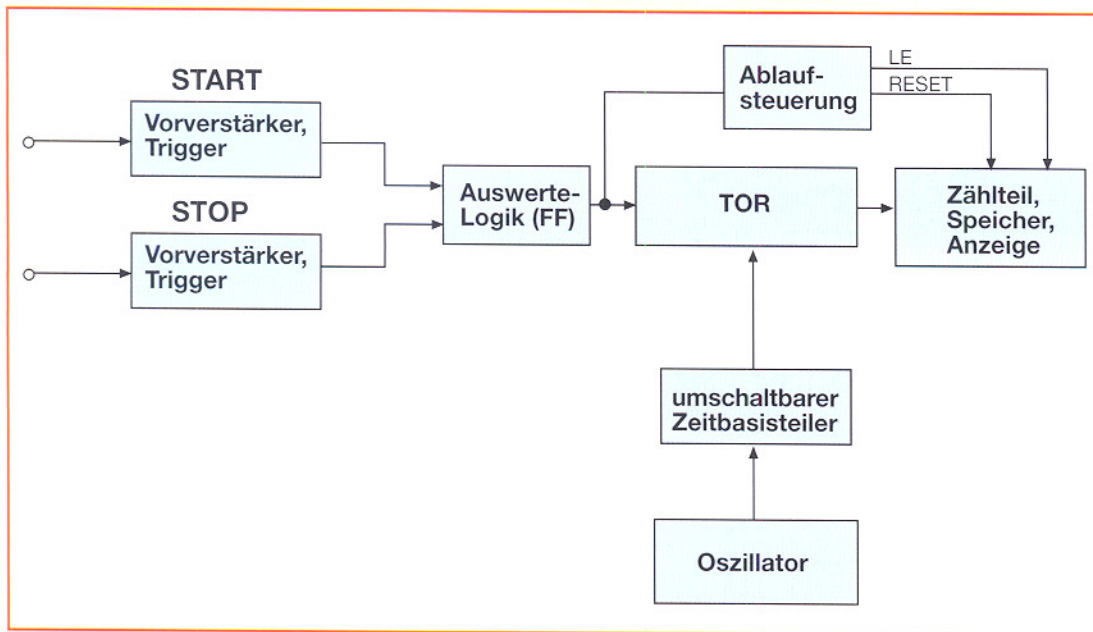 START
Vorverstärker,
Trigger
STOP
Vorverstärker,
Trigger
Auswerte-
Logik (FF)
Ablauf-
steuerung
LE
RESET
TOR
Zählteil,
Speicher,
Anzeige
umschaltbarer
Zeitbasisteiler
Oszillator